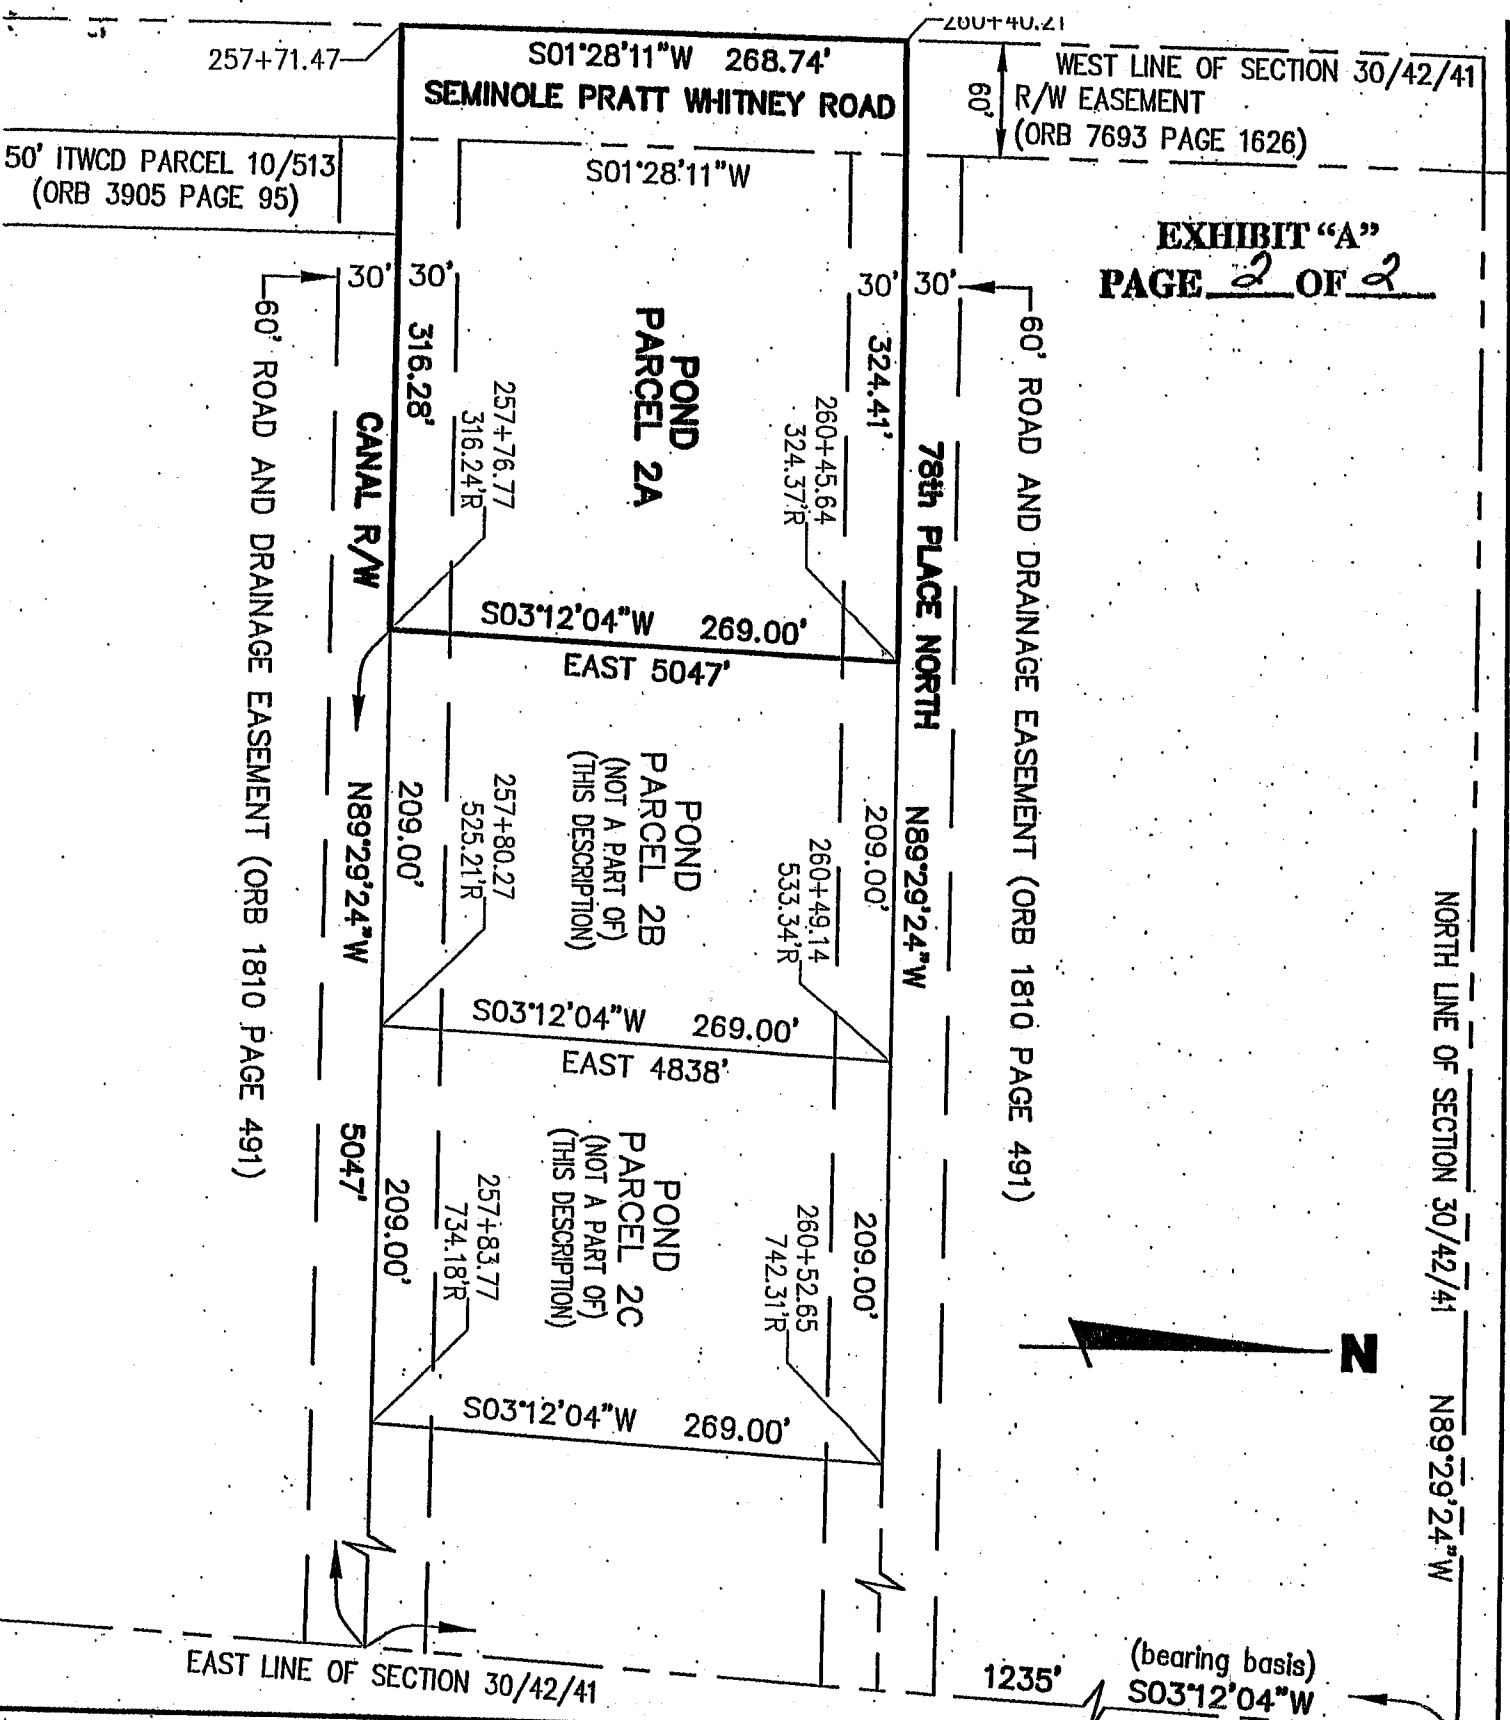 260+40.21
257+71.47
S01°28'11"W 268.74'
SEMINOLE PRATT WHITNEY ROAD
WEST LINE OF SECTION 30/42/41
60'
R/W EASEMENT
(ORB 7693 PAGE 1626)
50' ITWCD PARCEL 10/513
(ORB 3905 PAGE 95)
S01°28'11"W
EXHIBIT "A"
PAGE 2 OF 2
30' 30'
30' 30'
60' ROAD AND DRAINAGE EASEMENT (ORB 1810 PAGE 491)
CANAL R/W
N89°29'24"W
5047'
316.28'
257+76.77
316.24'R
POND
PARCEL 2A
260+45.64
324.37'R
324.41'
78th PLACE NORTH
N89°29'24"W
60' ROAD AND DRAINAGE EASEMENT (ORB 1810 PAGE 491)
S03°12'04"W 269.00'
EAST 5047'
209.00'
257+80.27
525.21'R
POND
PARCEL 2B
(NOT A PART OF)
(THIS DESCRIPTION)
260+49.14
533.34'R
209.00'
S03°12'04"W 269.00'
EAST 4838'
209.00'
257+83.77
734.18'R
POND
PARCEL 2C
(NOT A PART OF)
(THIS DESCRIPTION)
260+52.65
742.31'R
209.00'
S03°12'04"W 269.00'
NORTH LINE OF SECTION 30/42/41 N89°29'24"W
N
EAST LINE OF SECTION 30/42/41
1235'
(bearing basis)
S03°12'04"W